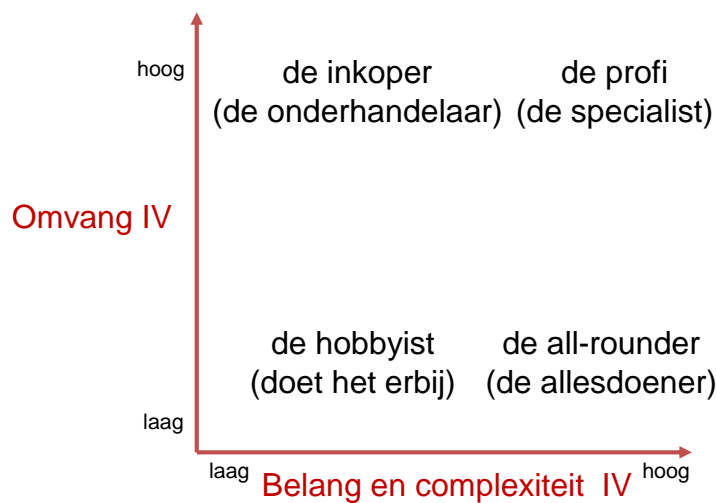 hoog
de inkoper
(de onderhandelaar)
de profi
(de specialist)
Omvang IV
de hobbyist
(doet het erbij)
de all-rounder
(de allesdoener)
laag
laag
Belang en complexiteit IV
hoog